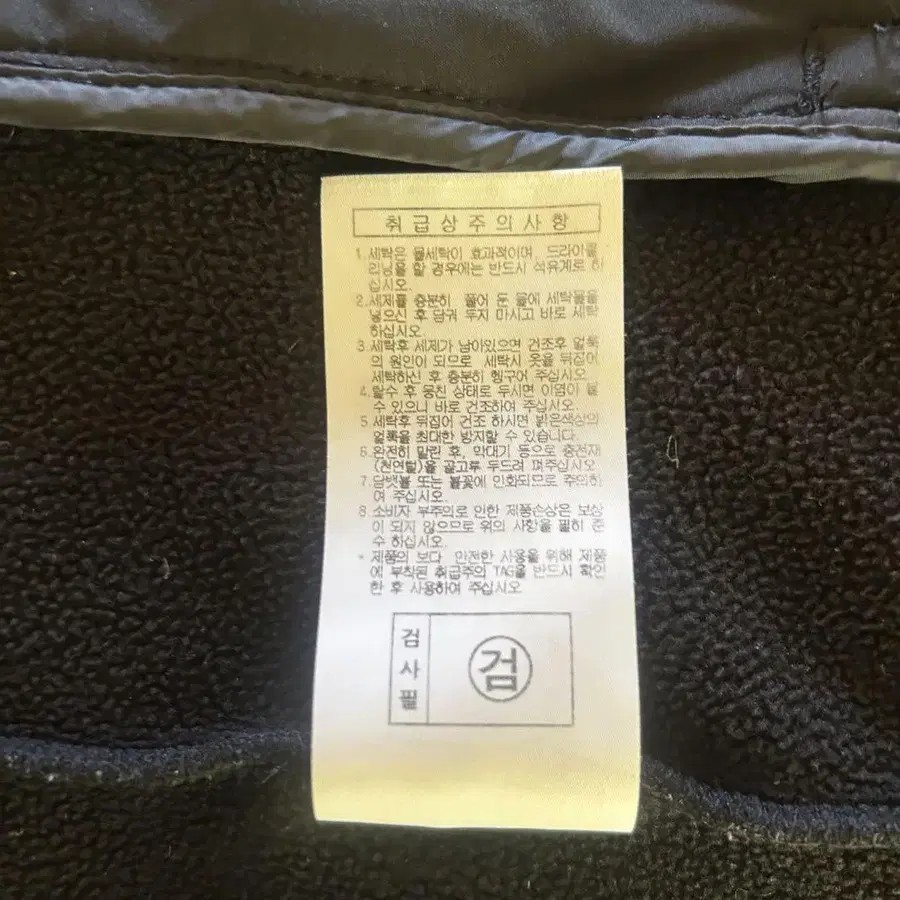 취급상주의사항
1.세탁은 물세탁이 효과적이며 드라이클
리닝을 할 경우에는 반드시 석유계로 하
십시오.
2.세제를 충분히 풀어 둔 물에 세탁물을
넣으신 후 담궈 두지 마시고 바로 세탁
하십시오.
3.세탁후 세제가 남아있으면 건조후 얼룩
의 원인이 되므로 세탁시 옷을 뒤집어
세탁하신 후 충분히 헹구어 주십시오.
4.탈수 후 뭉친 상태로 두시면 이염이 될
수 있으니 바로 건조하여 주십시오.
5.세탁후 뒤집어 건조 하시면 밝은색상의
얼룩을 최대한 방지할 수 있습니다.
6.완전히 말린 후, 막대기 등으로 충전재
(천연털)을 골고루 두드려 펴주십시오
7.담뱃불 또는 불꽃에 인화되므로 주의하
여 주십시오.
8.소비자 부주의로 인한 제품손상은 보상
이 되지 않으므로 위의 사항을 필히 준
수 하십시오.
* 제품의 보다 안전한 사용을 위해 제품
에 부착된 취급주의 TAG을 반드시 확인
한 후 사용하여 주십시오
검사필
검